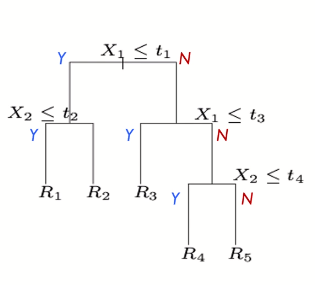 Y X₁ ≤ t₁ N
X₂ ≤ t₂ X₁ ≤ t₃
Y Y N
X₂ ≤ t₄
R₁ R₂ R₃ Y N
R₄ R₅